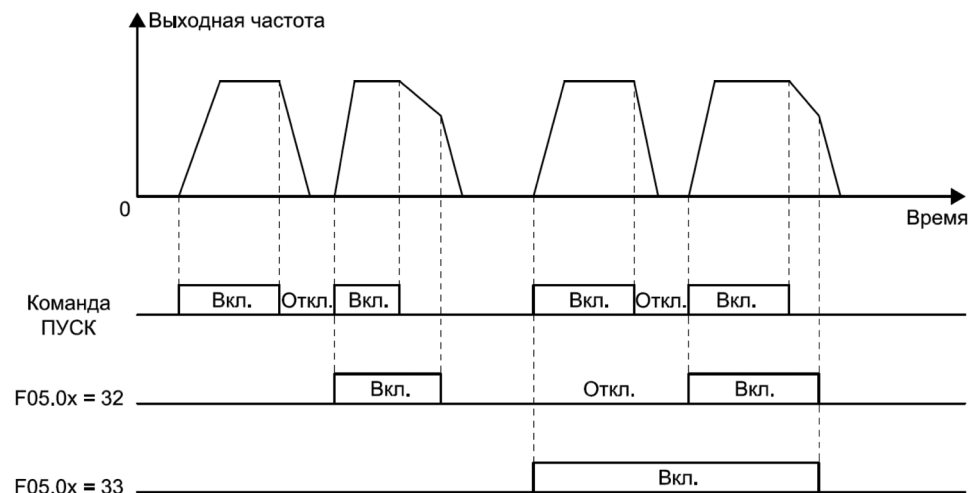 Выходная частота
0
Время
Команда
ПУСК
Вкл. Откл. Вкл. Вкл. Откл. Вкл.
F05.0x = 32
Вкл. Откл. Вкл.
F05.0x = 33
Вкл.